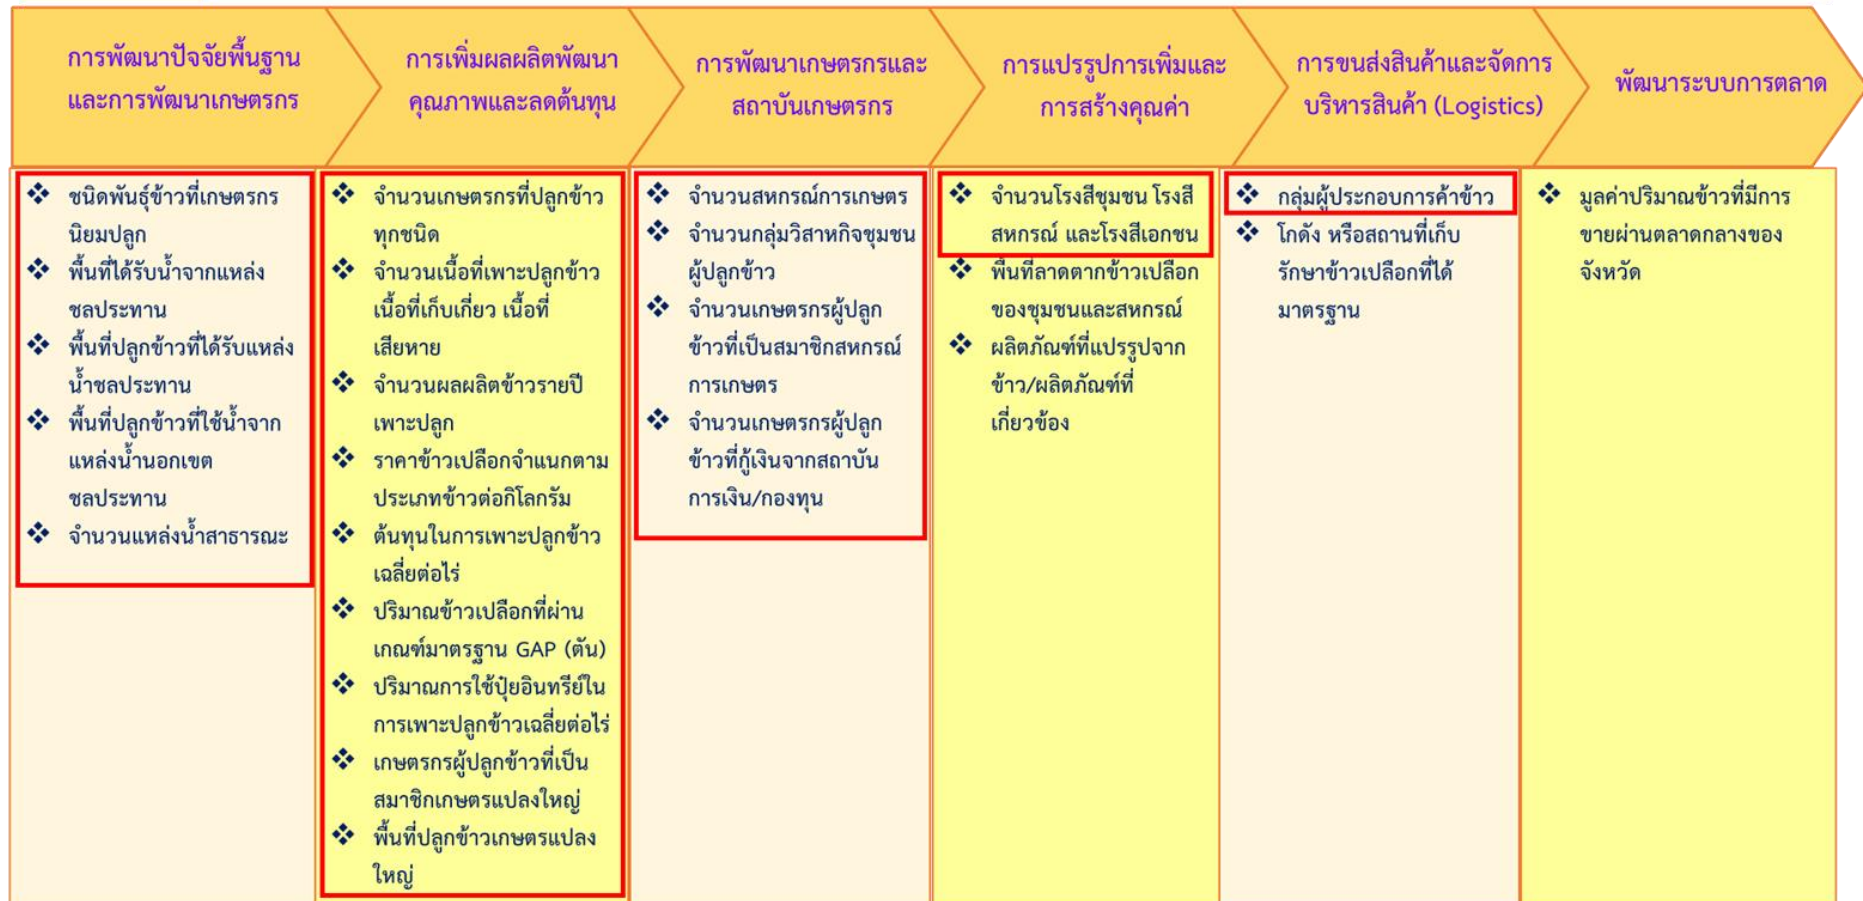 การพัฒนาปัจจัยพื้นฐาน
และการพัฒนาเกษตรกร
การเพิ่มผลผลิตพัฒนา
คุณภาพและลดต้นทุน
การพัฒนาเกษตรกรและ
สถาบันเกษตรกร
การแปรรูปการเพิ่มและ
การสร้างคุณค่า
การขนส่งสินค้าและจัดการ
บริหารสินค้า (Logistics)
พัฒนาระบบการตลาด
❖ ชนิดพันธุ์ข้าวที่เกษตรกร
นิยมปลูก
❖ พื้นที่ได้รับน้ำจากแหล่ง
ชลประทาน
❖ พื้นที่ปลูกข้าวที่ได้รับแหล่ง
น้ำชลประทาน
❖ พื้นที่ปลูกข้าวที่ใช้น้ำจาก
แหล่งน้ำนอกเขต
ชลประทาน
❖ จำนวนแหล่งน้ำสาธารณะ
❖ จำนวนเกษตรกรที่ปลูกข้าว
ทุกชนิด
❖ จำนวนเนื้อที่เพาะปลูกข้าว
เนื้อที่เก็บเกี่ยว เนื้อที่
เสียหาย
❖ จำนวนผลผลิตข้าวรายปี
เพาะปลูก
❖ ราคาข้าวเปลือกจำแนกตาม
ประเภทข้าวต่อกิโลกรัม
❖ ต้นทุนในการเพาะปลูกข้าว
เฉลี่ยต่อไร่
❖ ปริมาณข้าวเปลือกที่ผ่าน
เกณฑ์มาตรฐาน GAP (ตัน)
❖ ปริมาณการใช้ปุ๋ยอินทรีย์ใน
การเพาะปลูกข้าวเฉลี่ยต่อไร่
❖ เกษตรกรผู้ปลูกข้าวที่เป็น
สมาชิกเกษตรแปลงใหญ่
❖ พื้นที่ปลูกข้าวเกษตรแปลง
ใหญ่
❖ จำนวนสหกรณ์การเกษตร
❖ จำนวนกลุ่มวิสาหกิจชุมชน
ผู้ปลูกข้าว
❖ จำนวนเกษตรกรผู้ปลูก
ข้าวที่เป็นสมาชิกสหกรณ์
การเกษตร
❖ จำนวนเกษตรกรผู้ปลูก
ข้าวที่กู้เงินจากสถาบัน
การเงิน/กองทุน
❖ จำนวนโรงสีชุมชน โรงสี
สหกรณ์ และโรงสีเอกชน
❖ พื้นที่ลาดตากข้าวเปลือก
ของชุมชนและสหกรณ์
❖ ผลิตภัณฑ์ที่แปรรูปจาก
ข้าว/ผลิตภัณฑ์ที่
เกี่ยวข้อง
❖ กลุ่มผู้ประกอบการค้าข้าว
❖ โกดัง หรือสถานที่เก็บ
รักษาข้าวเปลือกที่ได้
มาตรฐาน
❖ มูลค่าปริมาณข้าวที่มีการ
ขายผ่านตลาดกลางของ
จังหวัด